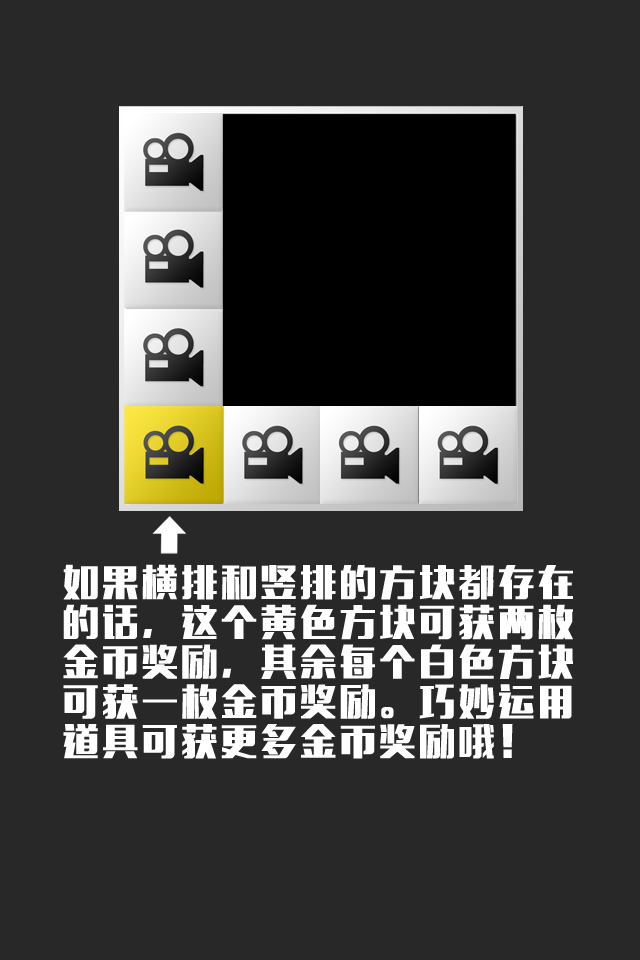 如果横排和竖排的方块都存在
的话，这个黄色方块可获两枚
金币奖励，其余每个白色方块
可获一枚金币奖励。巧妙运用
道具可获更多金币奖励哦！